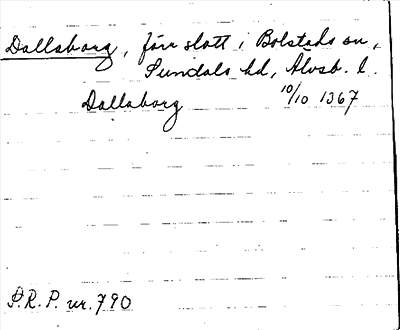 Dallaborg, förr slott i Bolstads sn,
Sundals hd, Älvsb. l.
Dallaborg 10/10 1367
S.R.P. nr. 790